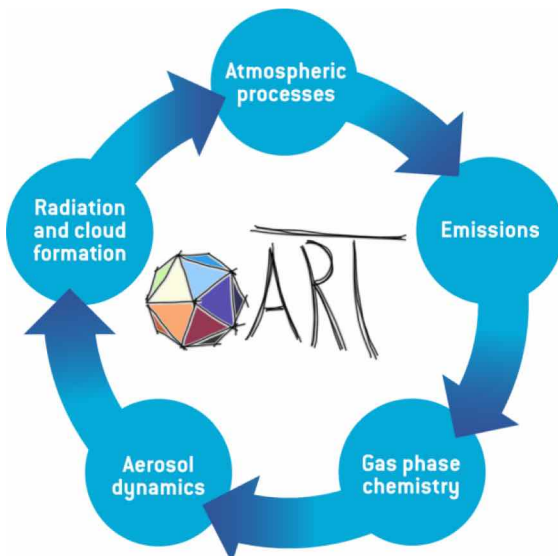 Atmospheric
processes
Emissions
Gas phase
chemistry
Aerosol
dynamics
Radiation
and cloud
formation
ART